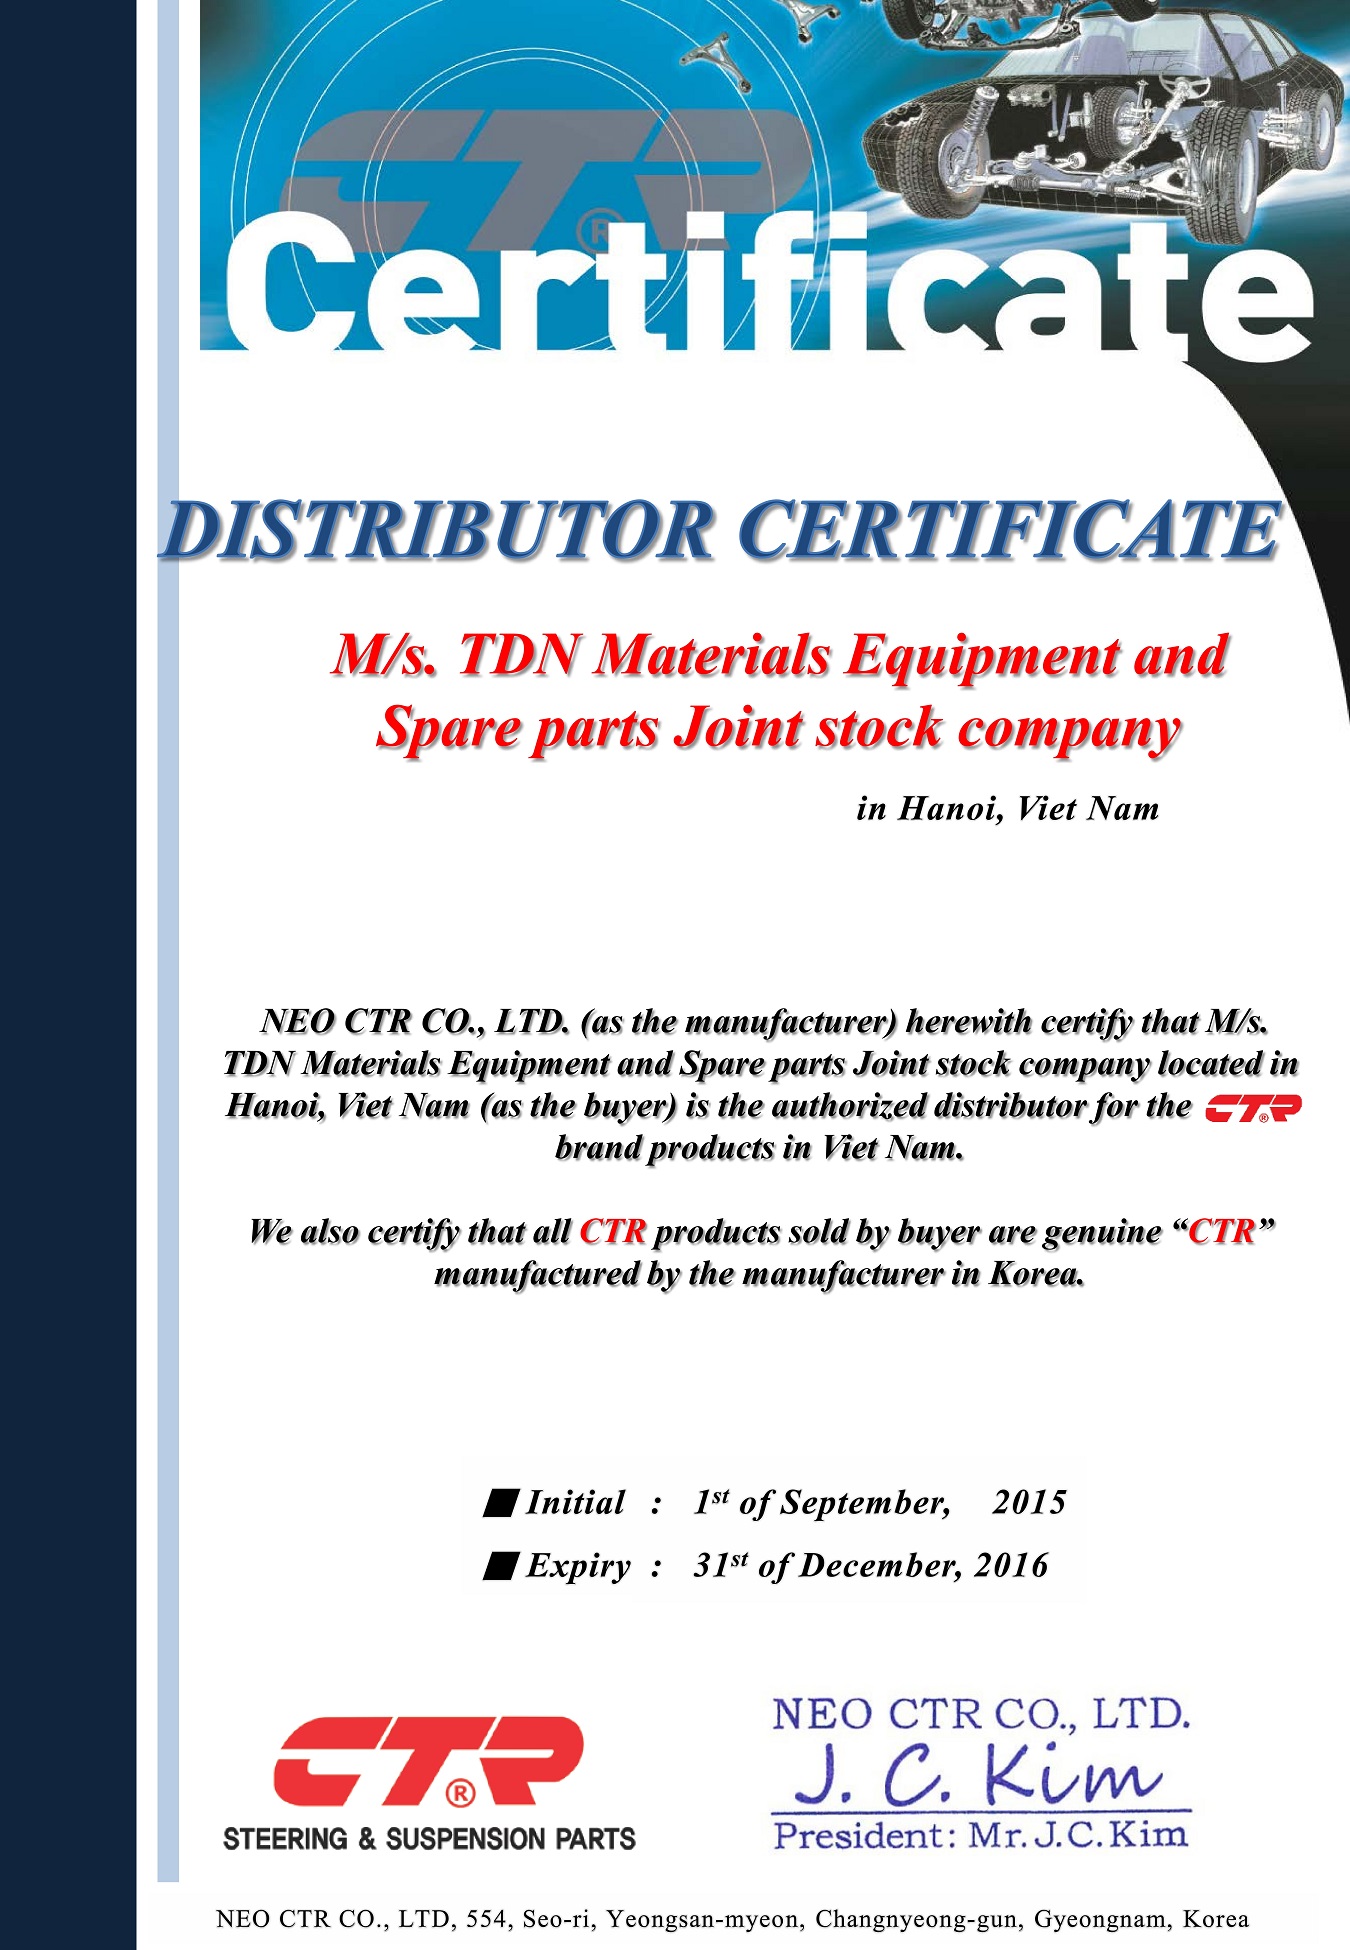 CTR®
Certificate
DISTRIBUTOR CERTIFICATE
M/s. TDN Materials Equipment and
Spare parts Joint stock company
in Hanoi, Viet Nam
NEO CTR CO., LTD. (as the manufacturer) herewith certify that M/s.
TDN Materials Equipment and Spare parts Joint stock company located in
Hanoi, Viet Nam (as the buyer) is the authorized distributor for the CTR®
brand products in Viet Nam.
We also certify that all CTR products sold by buyer are genuine “CTR”
manufactured by the manufacturer in Korea.
Initial : 1st of September, 2015
Expiry : 31st of December, 2016
CTR®
STEERING & SUSPENSION PARTS
NEO CTR CO., LTD.
J. C. Kim
President: Mr. J. C. Kim
NEO CTR CO., LTD, 554, Seo-ri, Yeongsan-myeon, Changnyeong-gun, Gyeongnam, Korea